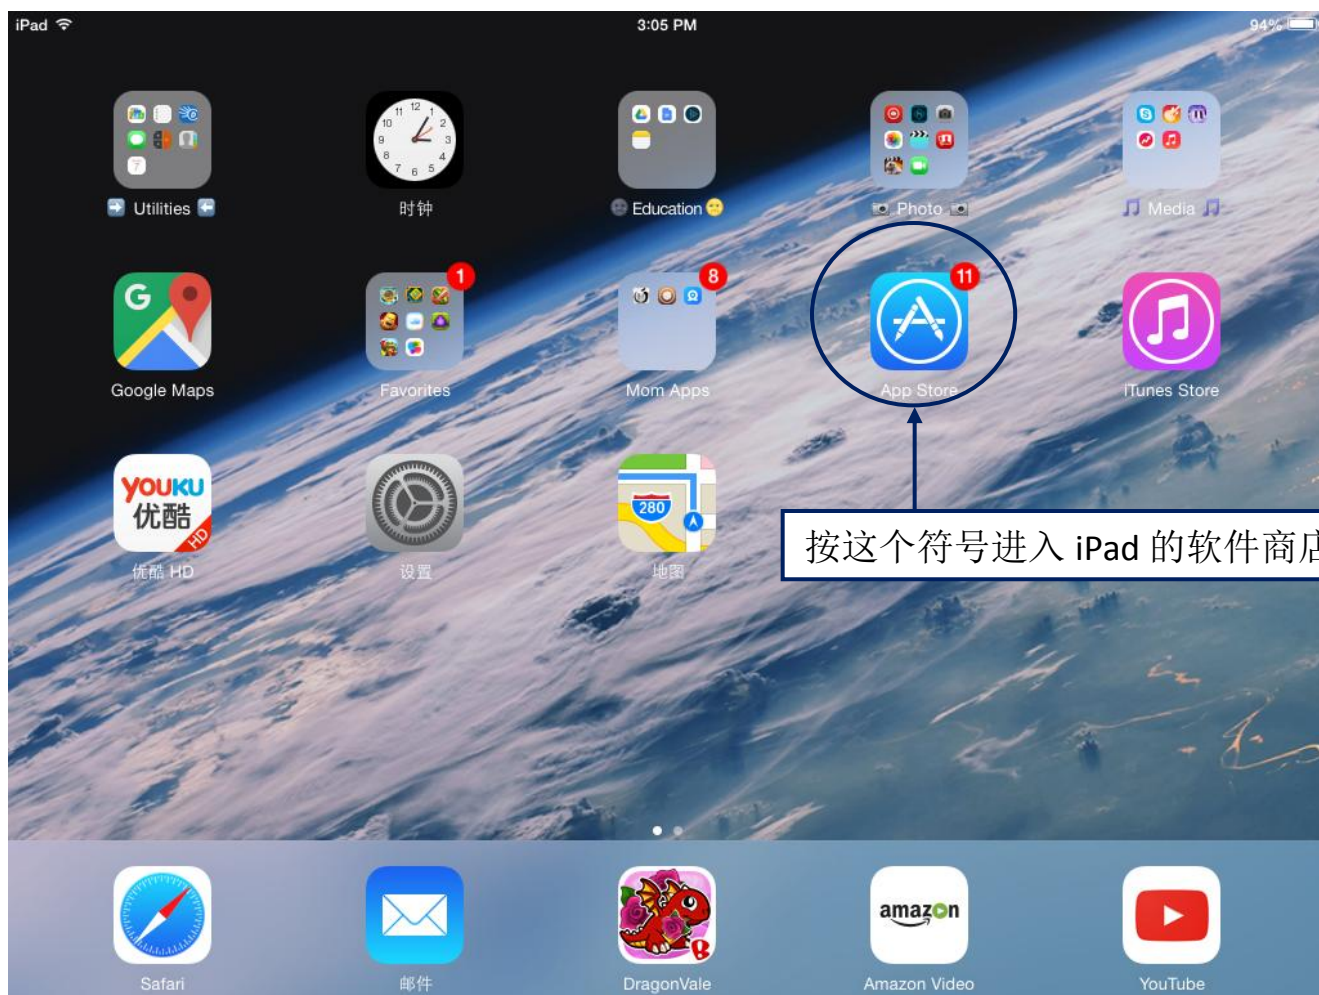 iPad 3:05 PM 94%
Utilities 时钟 Education Photo Media
1 8 11
Google Maps Favorites Mom Apps App Store iTunes Store
YOUKU
优酷
HD
280
按这个符号进入 iPad 的软件商店
优酷 HD 设置 地图
amazon
Safari 邮件 DragonVale Amazon Video YouTube